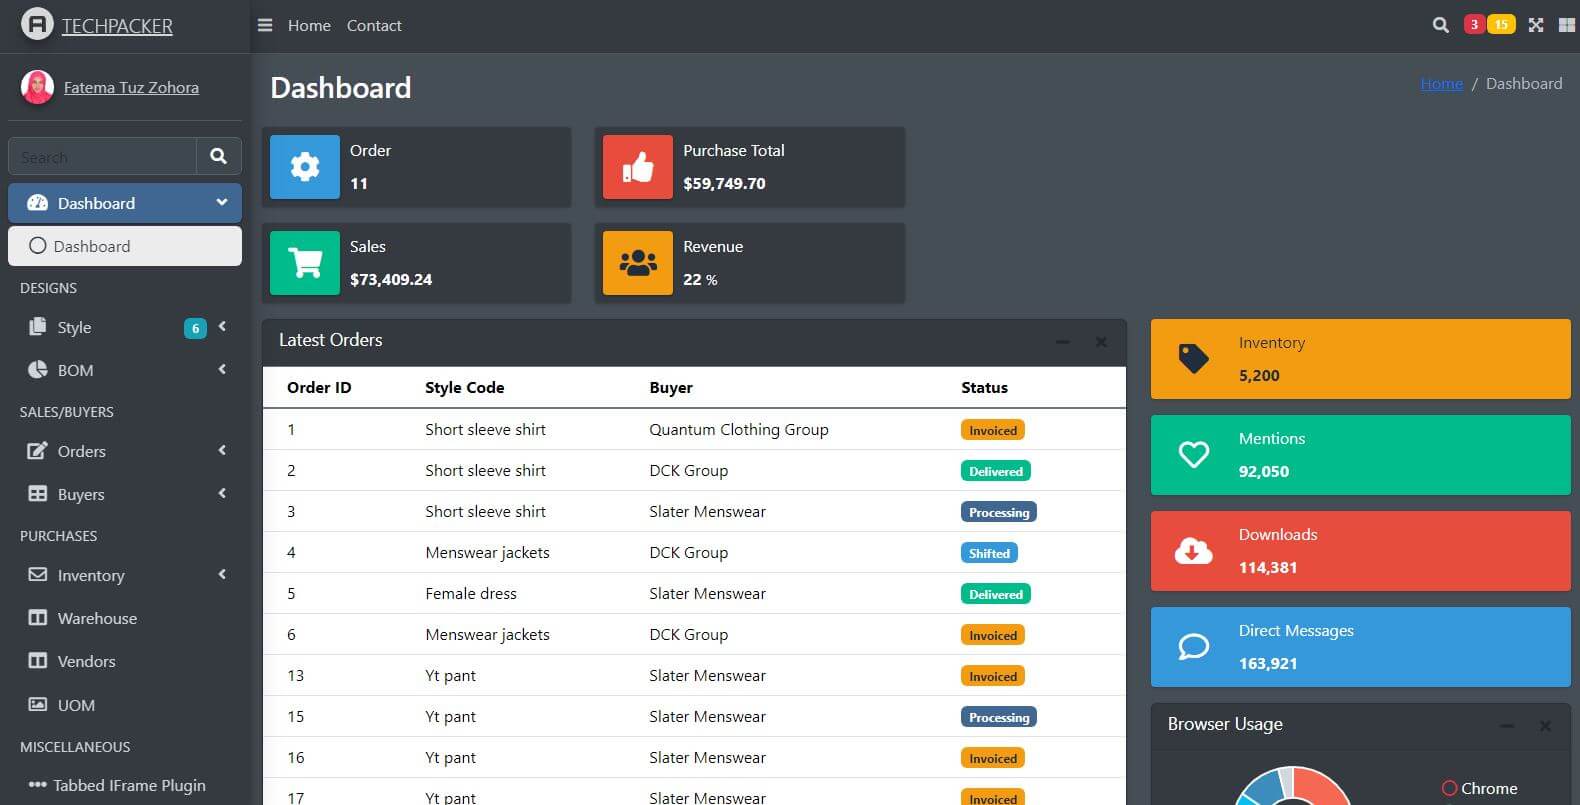 TECHPACKER
Home Contact
3 15
Fatema Tuz Zohora
Search
Dashboard
Dashboard
DESIGNS
Style 6
BOM
SALES/BUYERS
Orders
Buyers
PURCHASES
Inventory
Warehouse
Vendors
UOM
MISCELLANEOUS
Tabbed IFrame Plugin
Dashboard
Home / Dashboard
Order
11
Purchase Total
$59,749.70
Sales
$73,409.24
Revenue
22 %
Latest Orders
Order ID Style Code Buyer Status
1 Short sleeve shirt Quantum Clothing Group Invoiced
2 Short sleeve shirt DCK Group Delivered
3 Short sleeve shirt Slater Menswear Processing
4 Menswear jackets DCK Group Shifted
5 Female dress Slater Menswear Delivered
6 Menswear jackets DCK Group Invoiced
13 Yt pant Slater Menswear Invoiced
15 Yt pant Slater Menswear Processing
16 Yt pant Slater Menswear Invoiced
17 Yt pant Slater Menswear Invoiced
Inventory
5,200
Mentions
92,050
Downloads
114,381
Direct Messages
163,921
Browser Usage
Chrome